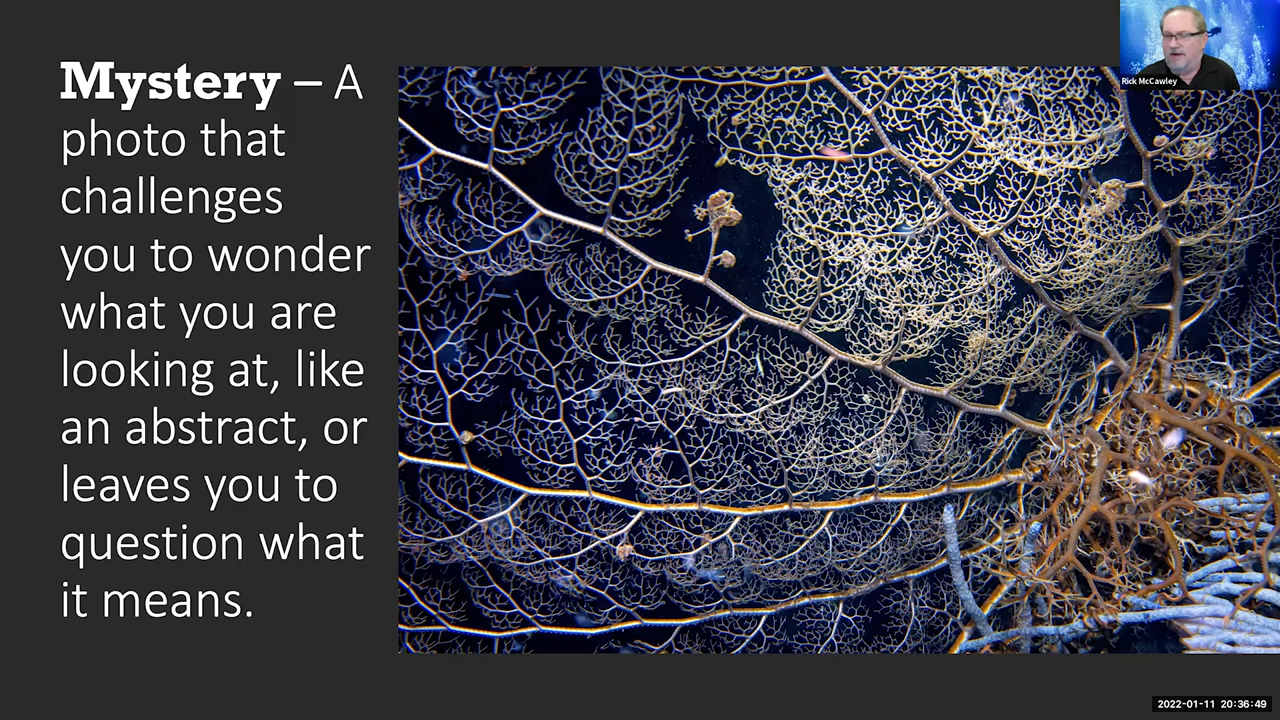 Mystery – A
photo that
challenges
you to wonder
what you are
looking at, like
an abstract, or
leaves you to
question what
it means.
Rick McCawley
2022-01-11 20:36:49